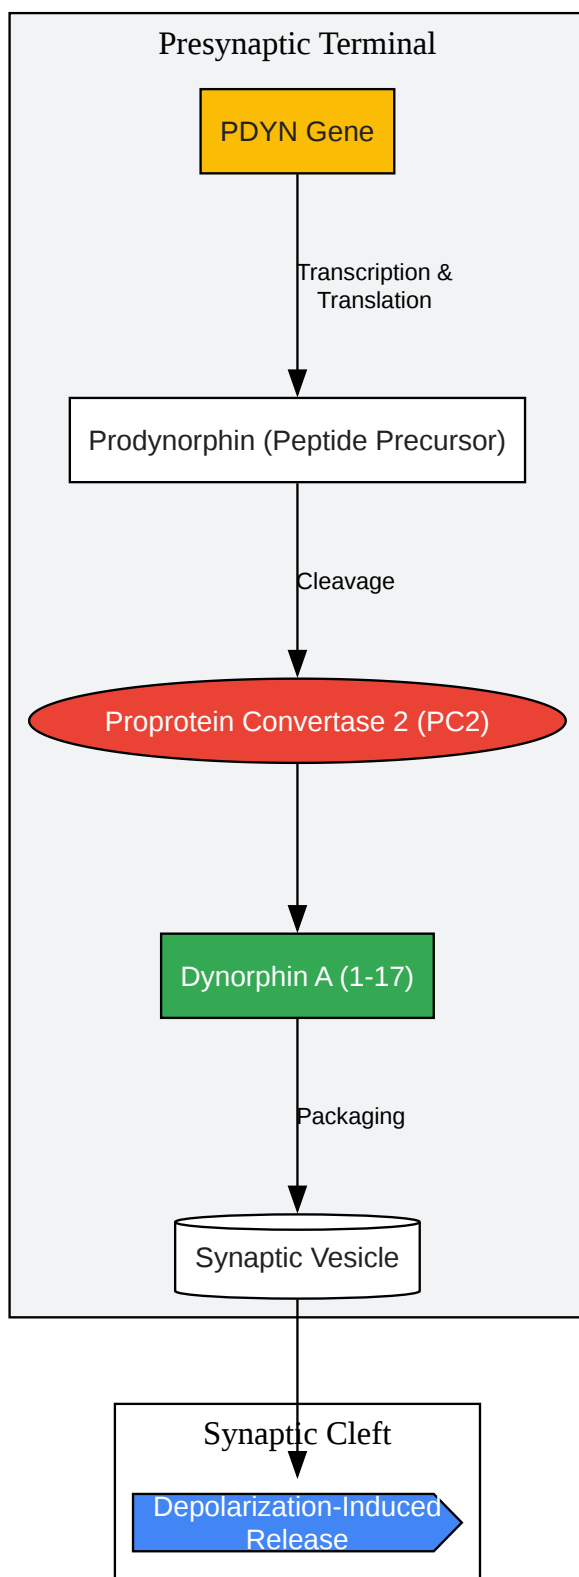 Presynaptic Terminal
PDYN Gene
Transcription &
Translation
Prodynorphin (Peptide Precursor)
Cleavage
Proprotein Convertase 2 (PC2)
Dynorphin A (1-17)
Packaging
Synaptic Vesicle
Synaptic Cleft
Depolarization-Induced
Release